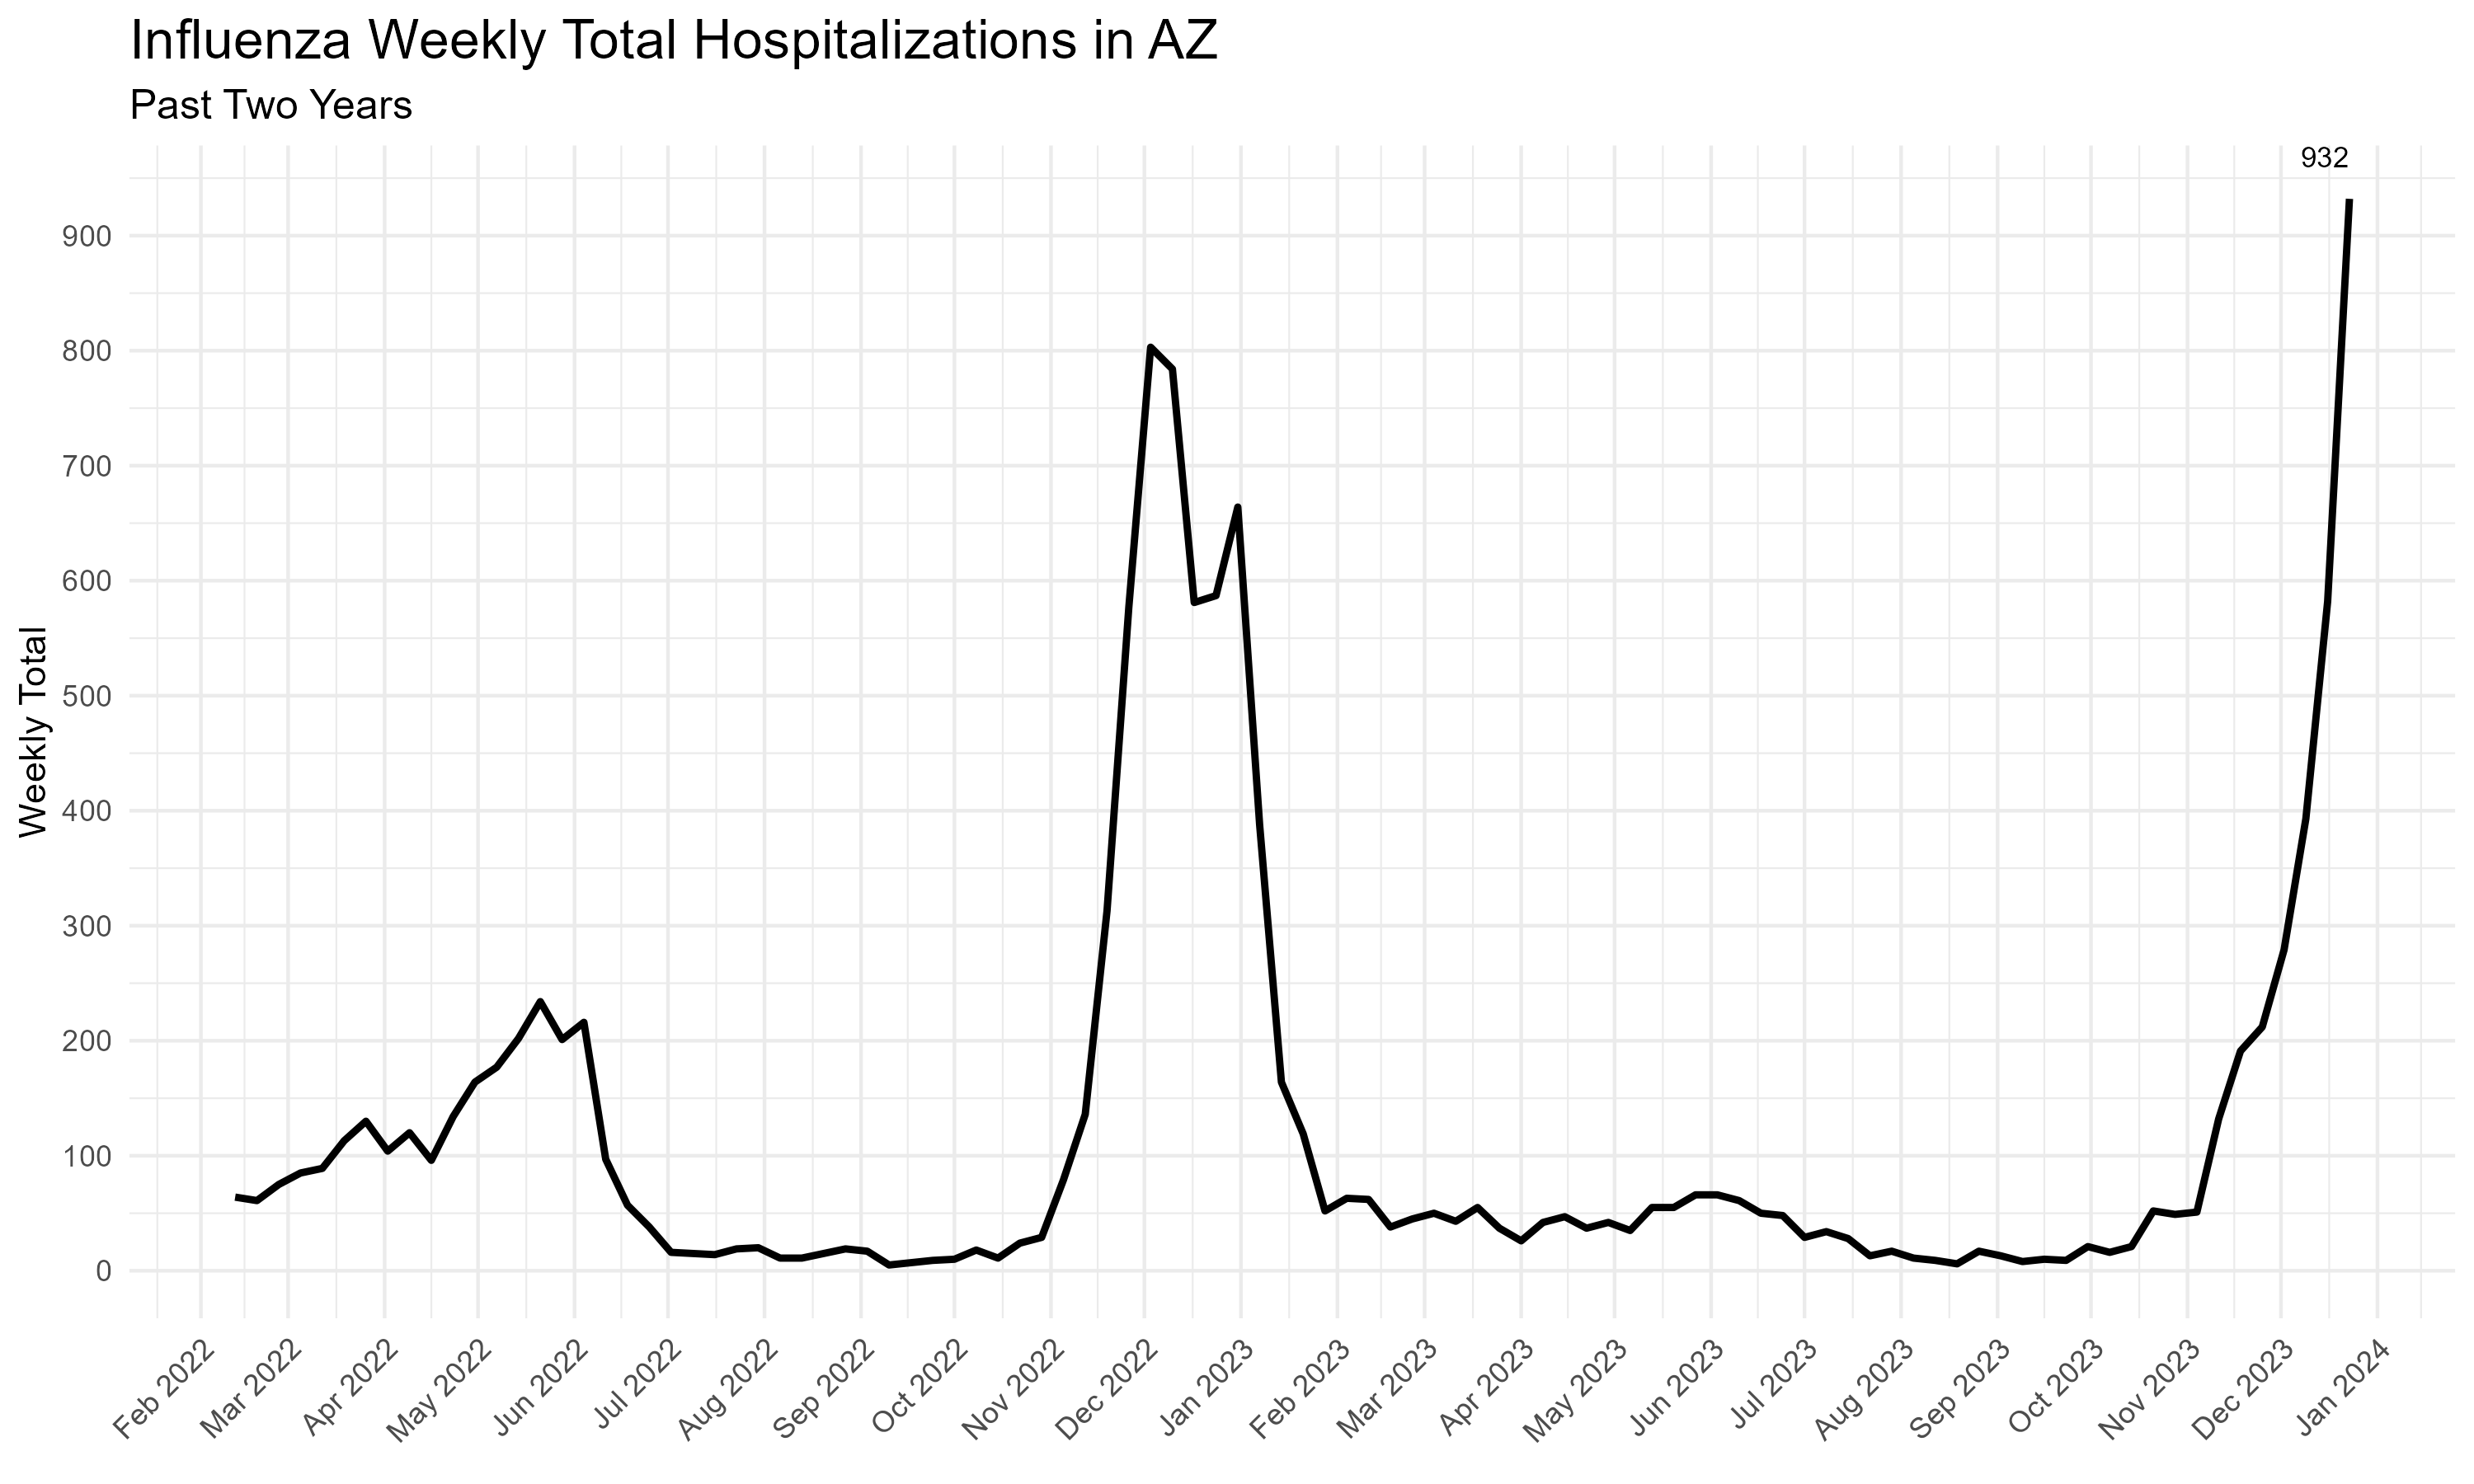 Influenza Weekly Total Hospitalizations in AZ
Past Two Years
932
Weekly Total
900
800
700
600
500
400
300
200
100
0
Feb 2022
Mar 2022
Apr 2022
May 2022
Jun 2022
Jul 2022
Aug 2022
Sep 2022
Oct 2022
Nov 2022
Dec 2022
Jan 2023
Feb 2023
Mar 2023
Apr 2023
May 2023
Jun 2023
Jul 2023
Aug 2023
Sep 2023
Oct 2023
Nov 2023
Dec 2023
Jan 2024